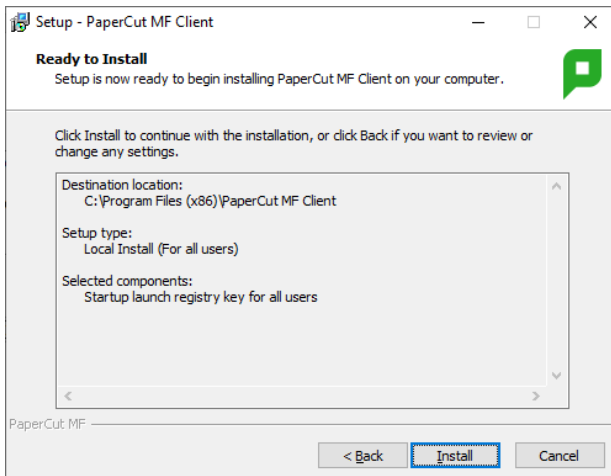 Setup - PaperCut MF Client
Ready to Install
Setup is now ready to begin installing PaperCut MF Client on your computer.
Click Install to continue with the installation, or click Back if you want to review or
change any settings.
Destination location:
C:\Program Files (x86)\PaperCut MF Client
Setup type:
Local Install (For all users)
Selected components:
Startup launch registry key for all users
PaperCut MF
< Back
Install
Cancel